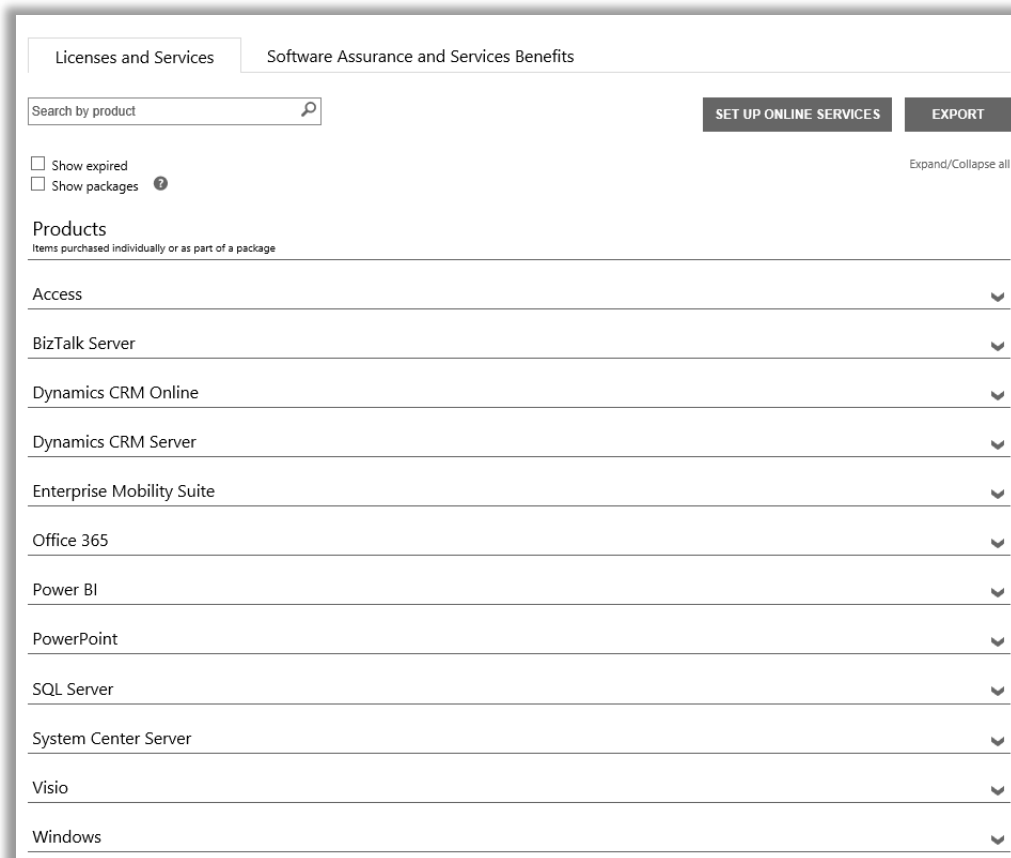 Licenses and Services
Software Assurance and Services Benefits
Search by product
SET UP ONLINE SERVICES
EXPORT
Show expired
Expand/Collapse all
Show packages
?
Products
Items purchased individually or as part of a package
Access
BizTalk Server
Dynamics CRM Online
Dynamics CRM Server
Enterprise Mobility Suite
Office 365
Power BI
PowerPoint
SQL Server
System Center Server
Visio
Windows